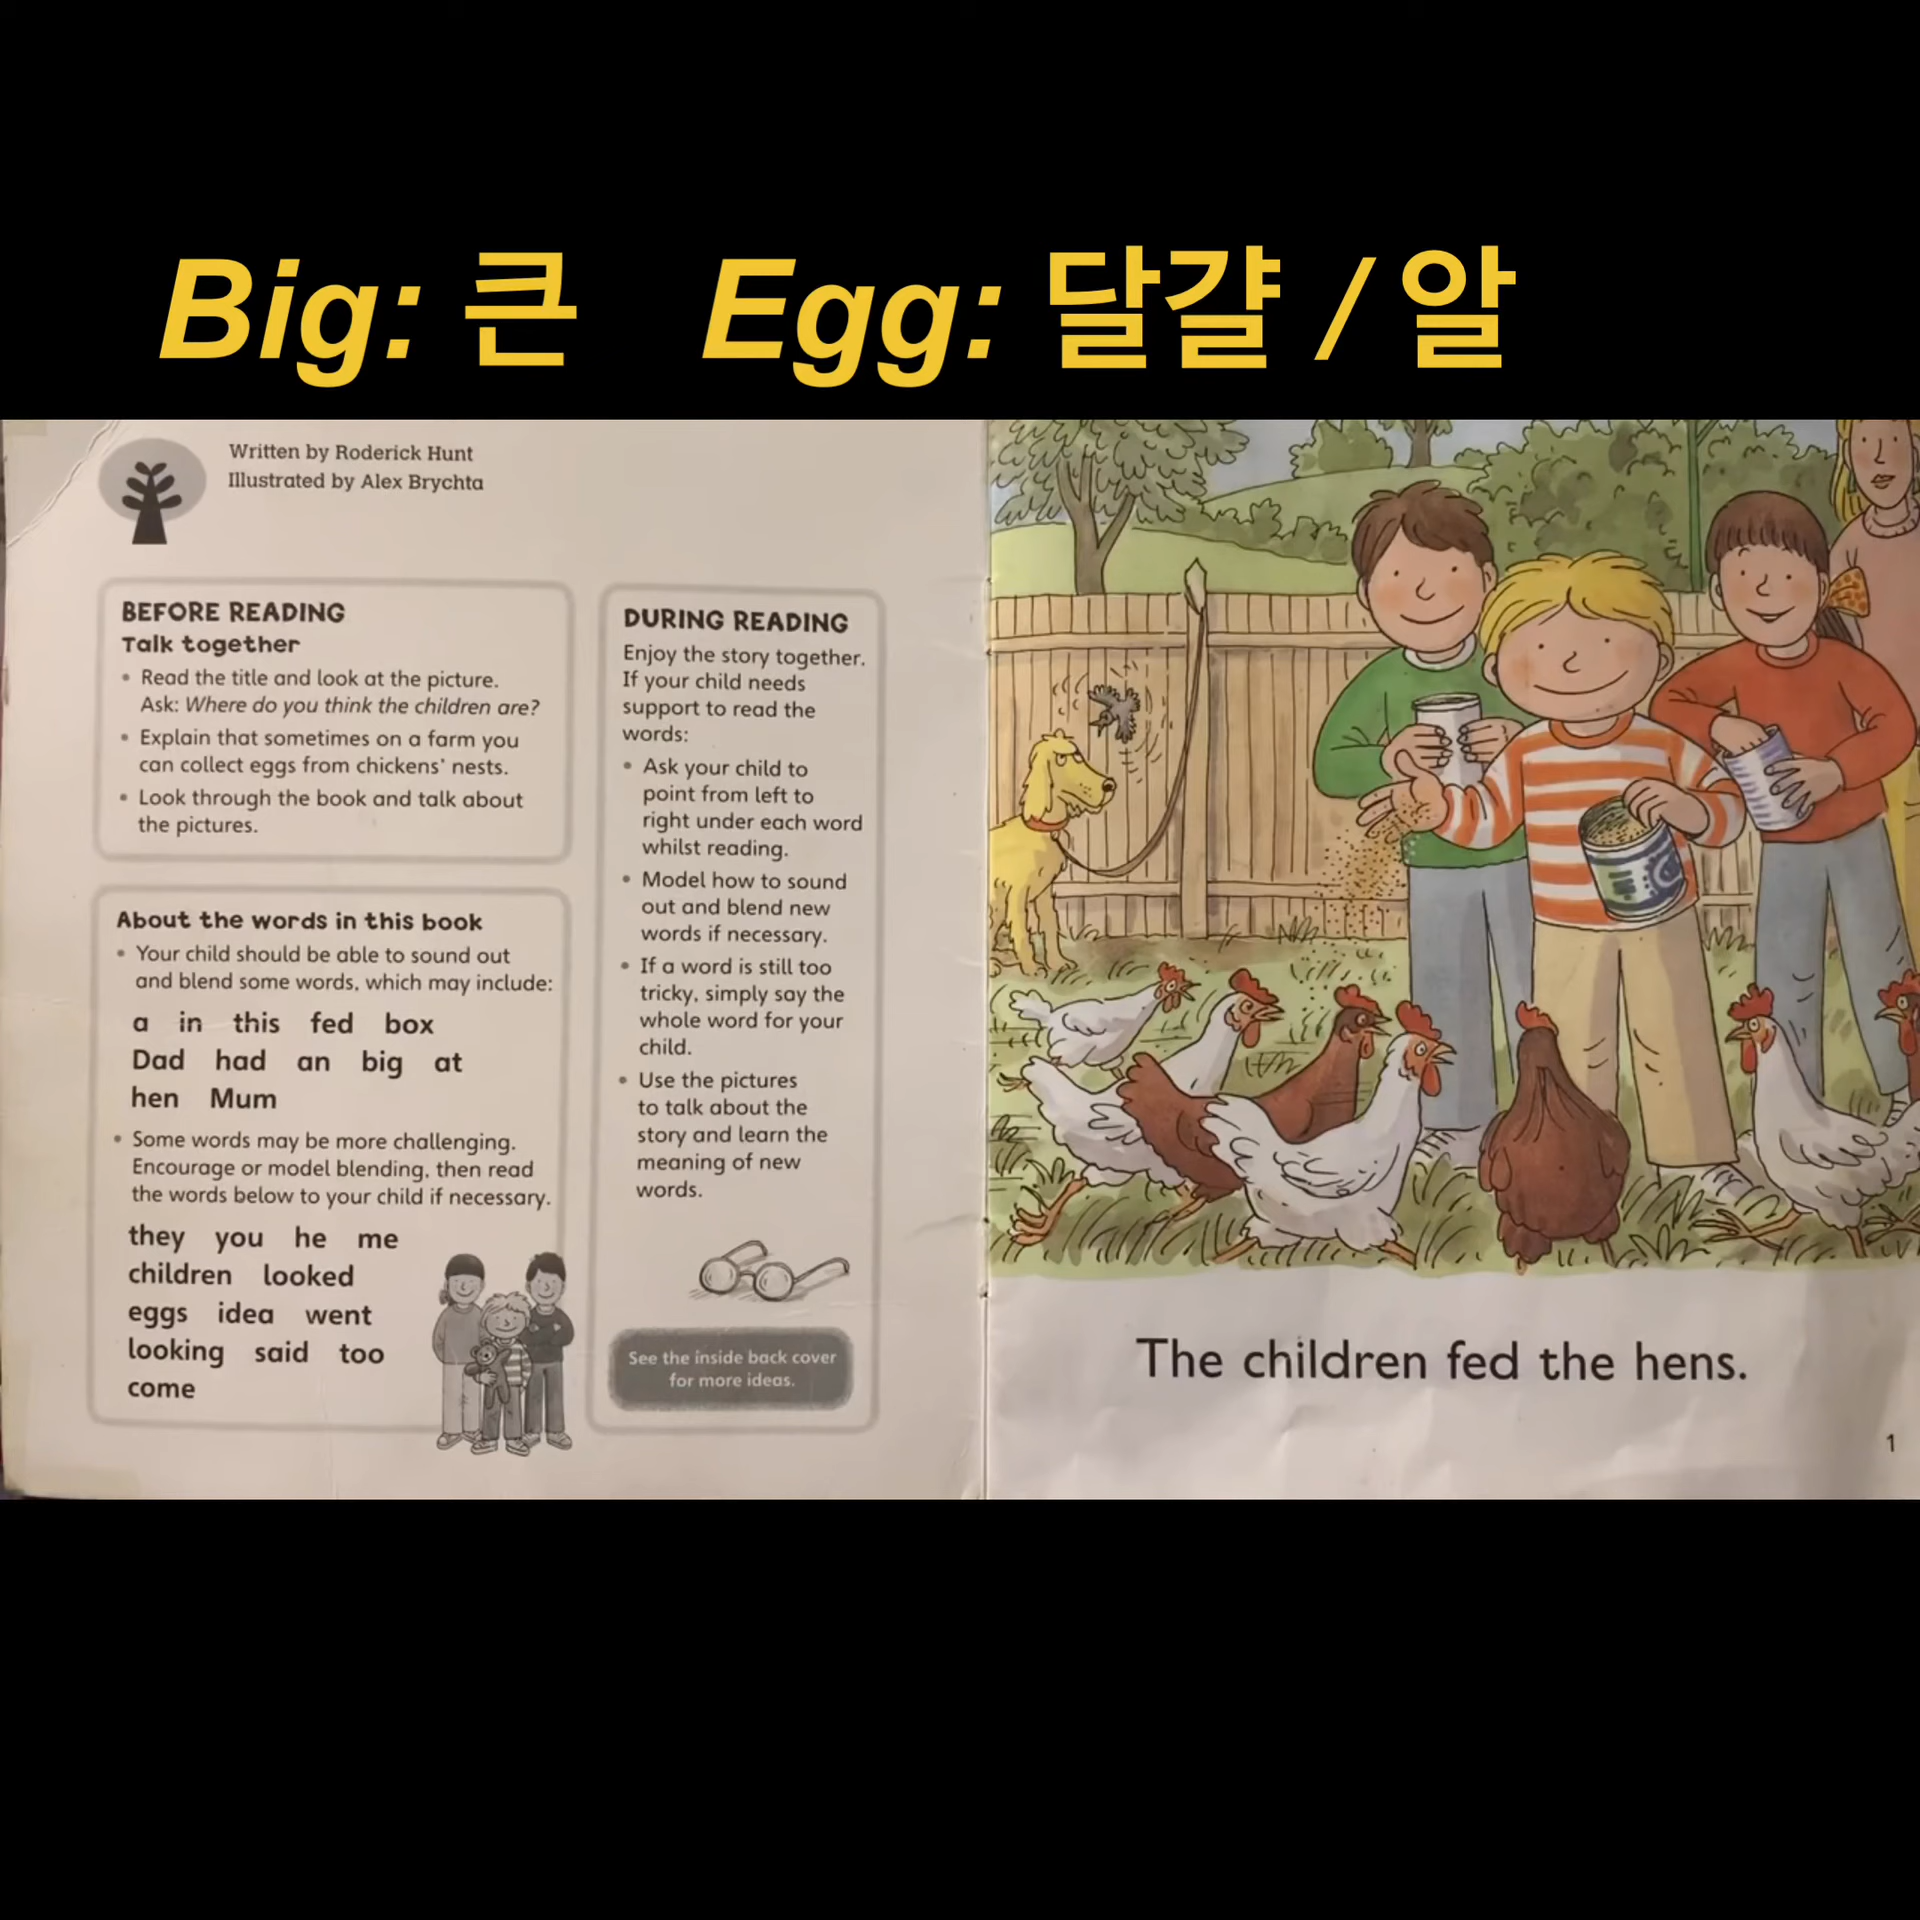 Big: 큰 Egg: 달걀 / 알
Written by Roderick Hunt
Illustrated by Alex Brychta
BEFORE READING
Talk together
• Read the title and look at the picture.
Ask: Where do you think the children are?
• Explain that sometimes on a farm you
can collect eggs from chickens' nests.
• Look through the book and talk about
the pictures.
About the words in this book
• Your child should be able to sound out
and blend some words, which may include:
a in this fed box
Dad had an big at
hen Mum
• Some words may be more challenging.
Encourage or model blending, then read
the words below to your child if necessary.
they you he me
children looked
eggs idea went
looking said too
come
DURING READING
Enjoy the story together.
If your child needs
support to read the
words:
• Ask your child to
point from left to
right under each word
whilst reading.
• Model how to sound
out and blend new
words if necessary.
• If a word is still too
tricky, simply say the
whole word for your
child.
• Use the pictures
to talk about the
story and learn the
meaning of new
words.
See the inside back cover
for more ideas.
The children fed the hens.
1